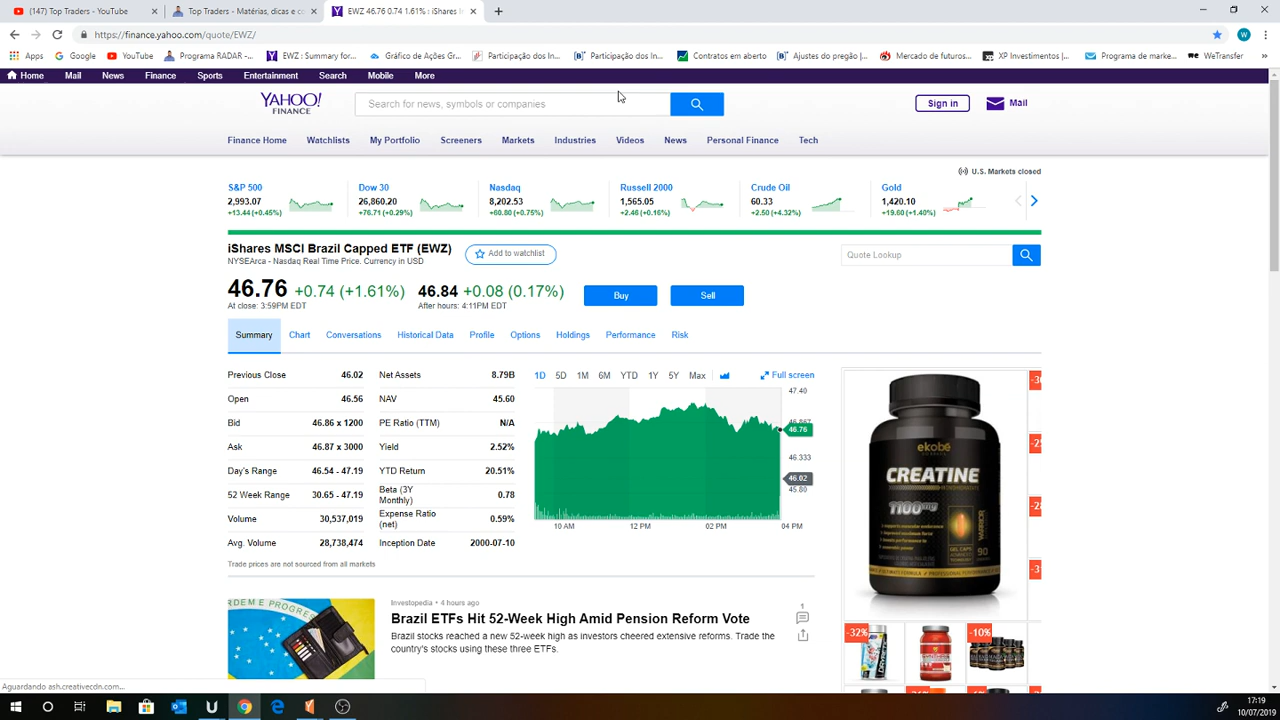 (147) Top Traders - YouTube
Top Traders - Matérias, dicas e co
EWZ 46.76 0.74 1.61% : iShares I
https://finance.yahoo.com/quote/EWZ/
Apps
Google
YouTube
Programa RADAR -...
EWZ : Summary for...
Gráfico de Ações Gr...
Participação dos In...
Participação dos In...
Contratos em aberto
Ajustes do pregão |...
Mercado de futuros...
XP Investimentos |...
Programa de marke...
WeTransfer
Home Mail News Finance Sports Entertainment Search Mobile More
YAHOO!
FINANCE
Search for news, symbols or companies
Sign in
Mail
Finance Home Watchlists My Portfolio Screeners Markets Industries Videos News Personal Finance Tech
U.S. Markets closed
S&P 500
2,993.07
+13.44 (+0.45%)
Dow 30
26,860.20
+76.71 (+0.29%)
Nasdaq
8,202.53
+60.80 (+0.75%)
Russell 2000
1,565.05
+2.46 (+0.16%)
Crude Oil
60.33
+2.50 (+4.32%)
Gold
1,420.10
+19.60 (+1.40%)
iShares MSCI Brazil Capped ETF (EWZ)
NYSEArca - Nasdaq Real Time Price. Currency in USD
Add to watchlist
Quote Lookup
46.76 +0.74 (+1.61%)
At close: 3:59PM EDT
46.84 +0.08 (0.17%)
After hours: 4:11PM EDT
Buy
Sell
Summary Chart Conversations Historical Data Profile Options Holdings Performance Risk
Previous Close 46.02
Open 46.56
Bid 46.86 x 1200
Ask 46.87 x 3000
Day's Range 46.54 - 47.19
52 Week Range 30.65 - 47.19
Volume 30,537,019
Avg. Volume 28,738,474
Net Assets 8.79B
NAV 45.60
PE Ratio (TTM) N/A
Yield 2.52%
YTD Return 20.51%
Beta (3Y
Monthly) 0.78
Expense Ratio
(net) 0.59%
Inception Date 2000-07-10
Trade prices are not sourced from all markets
1D 5D 1M 6M YTD 1Y 5Y Max
Full screen
47.40
46.76
46.333
46.02
45.80
10 AM 12 PM 02 PM 04 PM
ekobé
CREATINE
1100mg
WARRIOR
90
-32%
-10%
Investopedia • 4 hours ago
Brazil ETFs Hit 52-Week High Amid Pension Reform Vote
Brazil stocks reached a new 52-week high as investors cheered extensive reforms. Trade the
country's stocks using these three ETFs.
1
RDEM E PROGRE
Aguardando ash.creativecdn.com...
17:19
10/07/2019